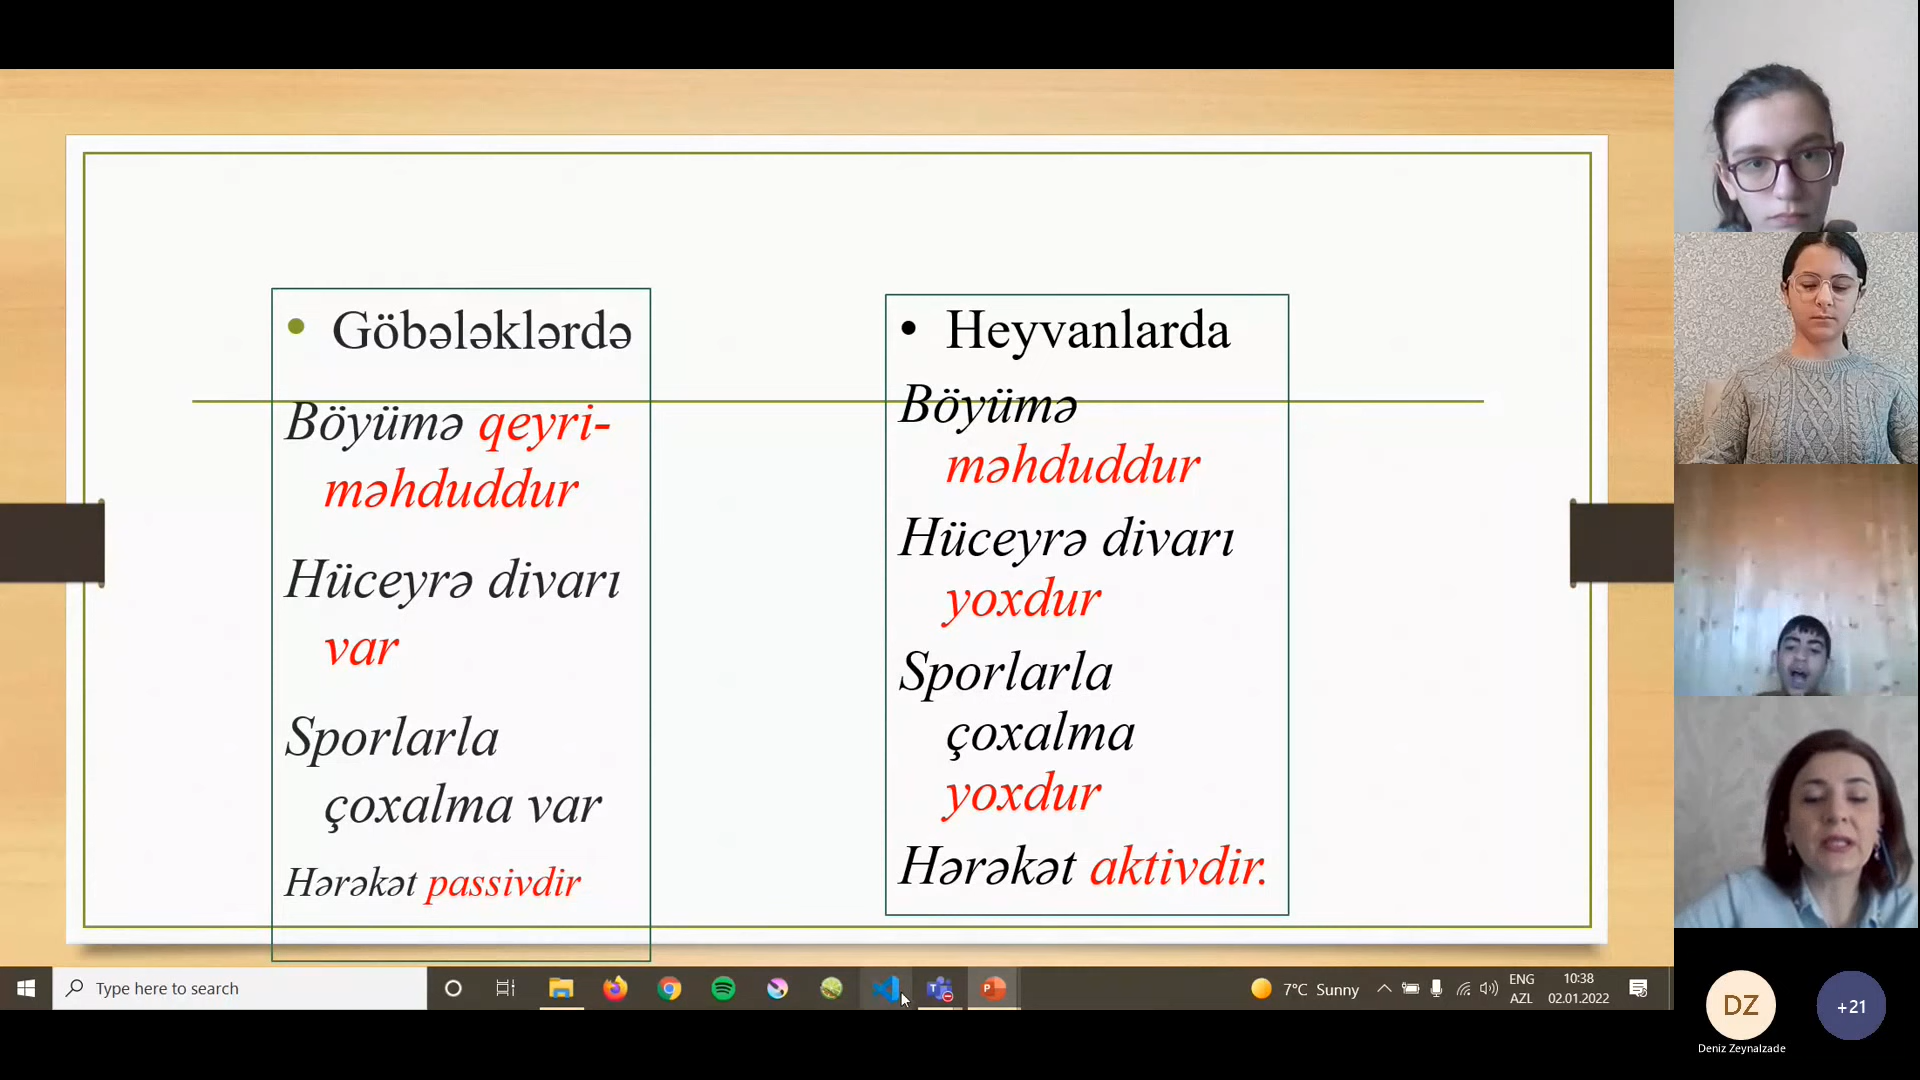 • Göbələklərdə
Böyümə qeyri-
məhduddur
Hüceyrə divarı
var
Sporlarla
çoxalma var
Hərəkət passivdir
• Heyvanlarda
Böyümə
məhduddur
Hüceyrə divarı
yoxdur
Sporlarla
çoxalma
yoxdur
Hərəkət aktivdir.
Type here to search
7°C Sunny
ENG
AZL
10:38
02.01.2022
DZ
Deniz Zeynalzade
+21